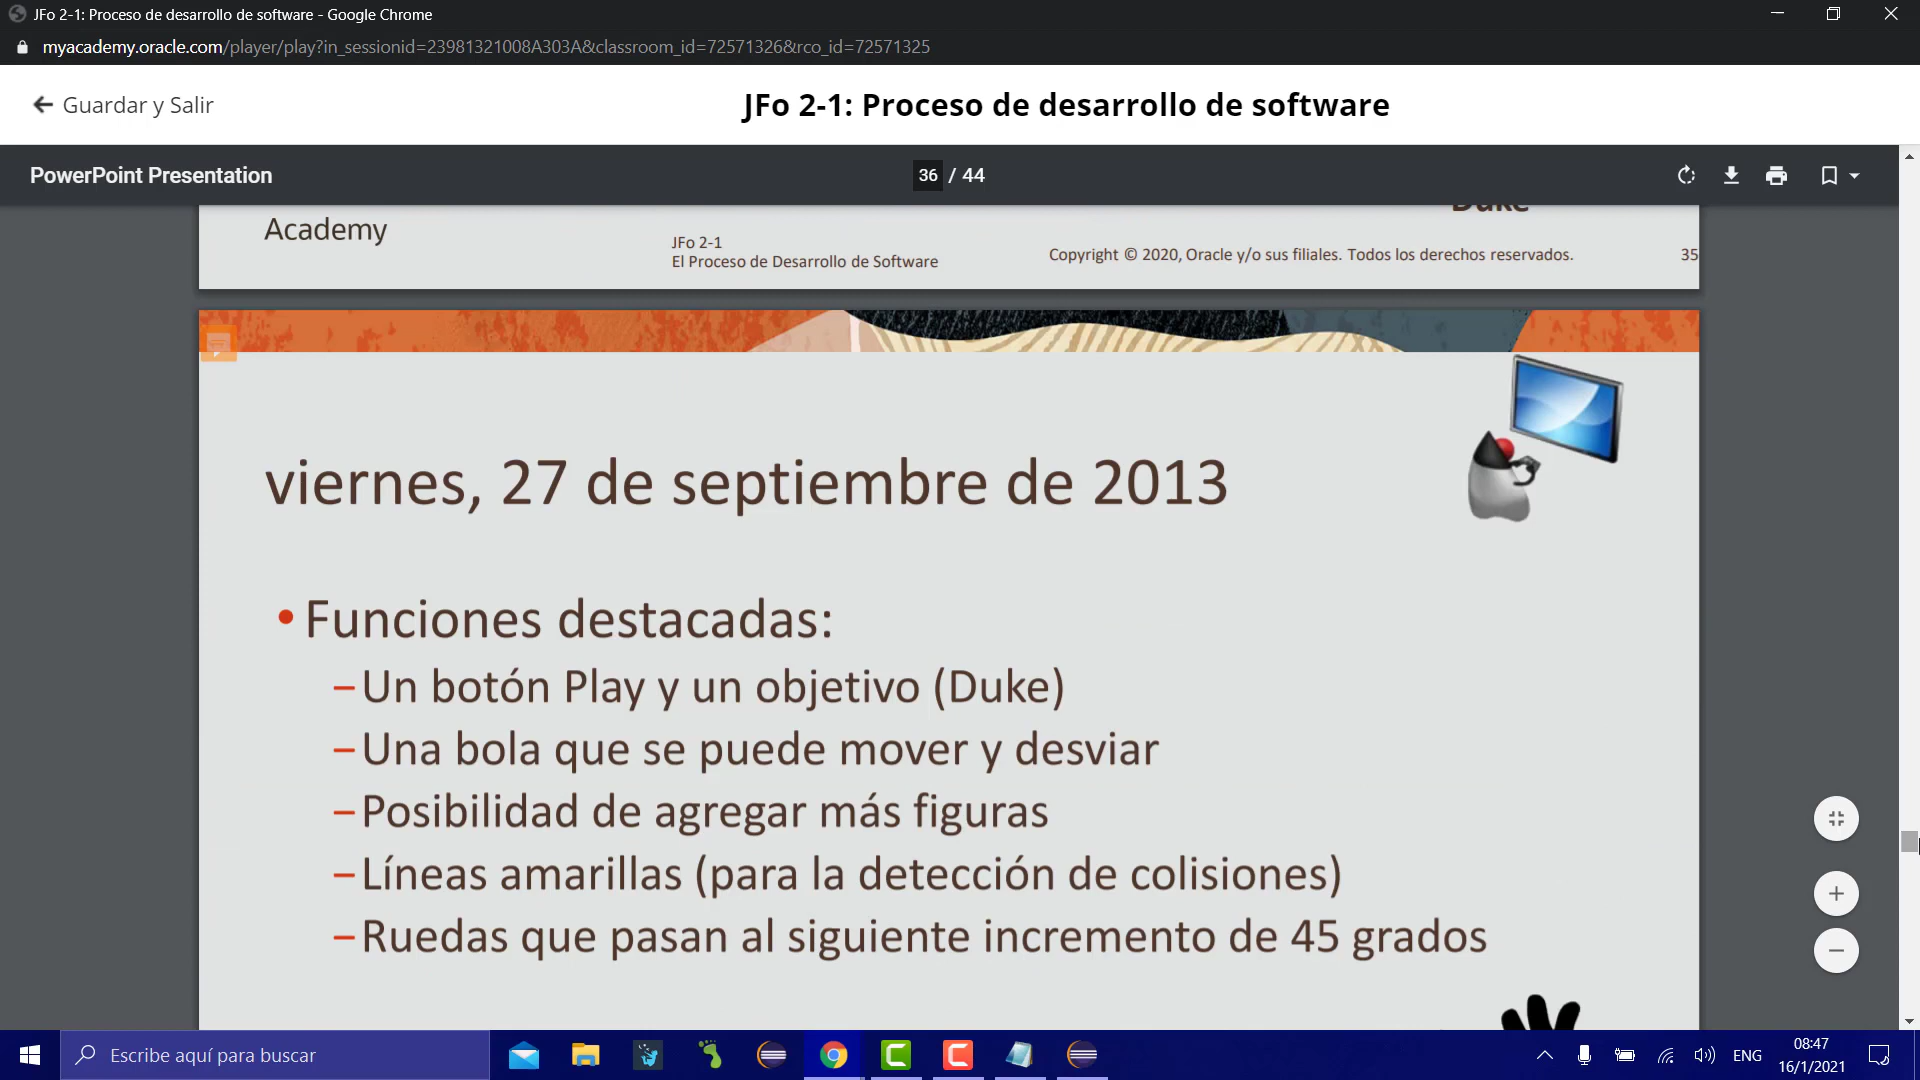 JFo 2-1: Proceso de desarrollo de software - Google Chrome
myacademy.oracle.com/player/play?in_sessionid=23981321008A303A&classroom_id=72571326&rco_id=72571325
Guardar y Salir
JFo 2-1: Proceso de desarrollo de software
PowerPoint Presentation
36 / 44
Duke
Academy
JFo 2-1
El Proceso de Desarrollo de Software
Copyright © 2020, Oracle y/o sus filiales. Todos los derechos reservados.
35
viernes, 27 de septiembre de 2013
• Funciones destacadas:
–Un botón Play y un objetivo (Duke)
–Una bola que se puede mover y desviar
–Posibilidad de agregar más figuras
–Líneas amarillas (para la detección de colisiones)
–Ruedas que pasan al siguiente incremento de 45 grados
Escribe aquí para buscar
ENG
08:47
16/1/2021